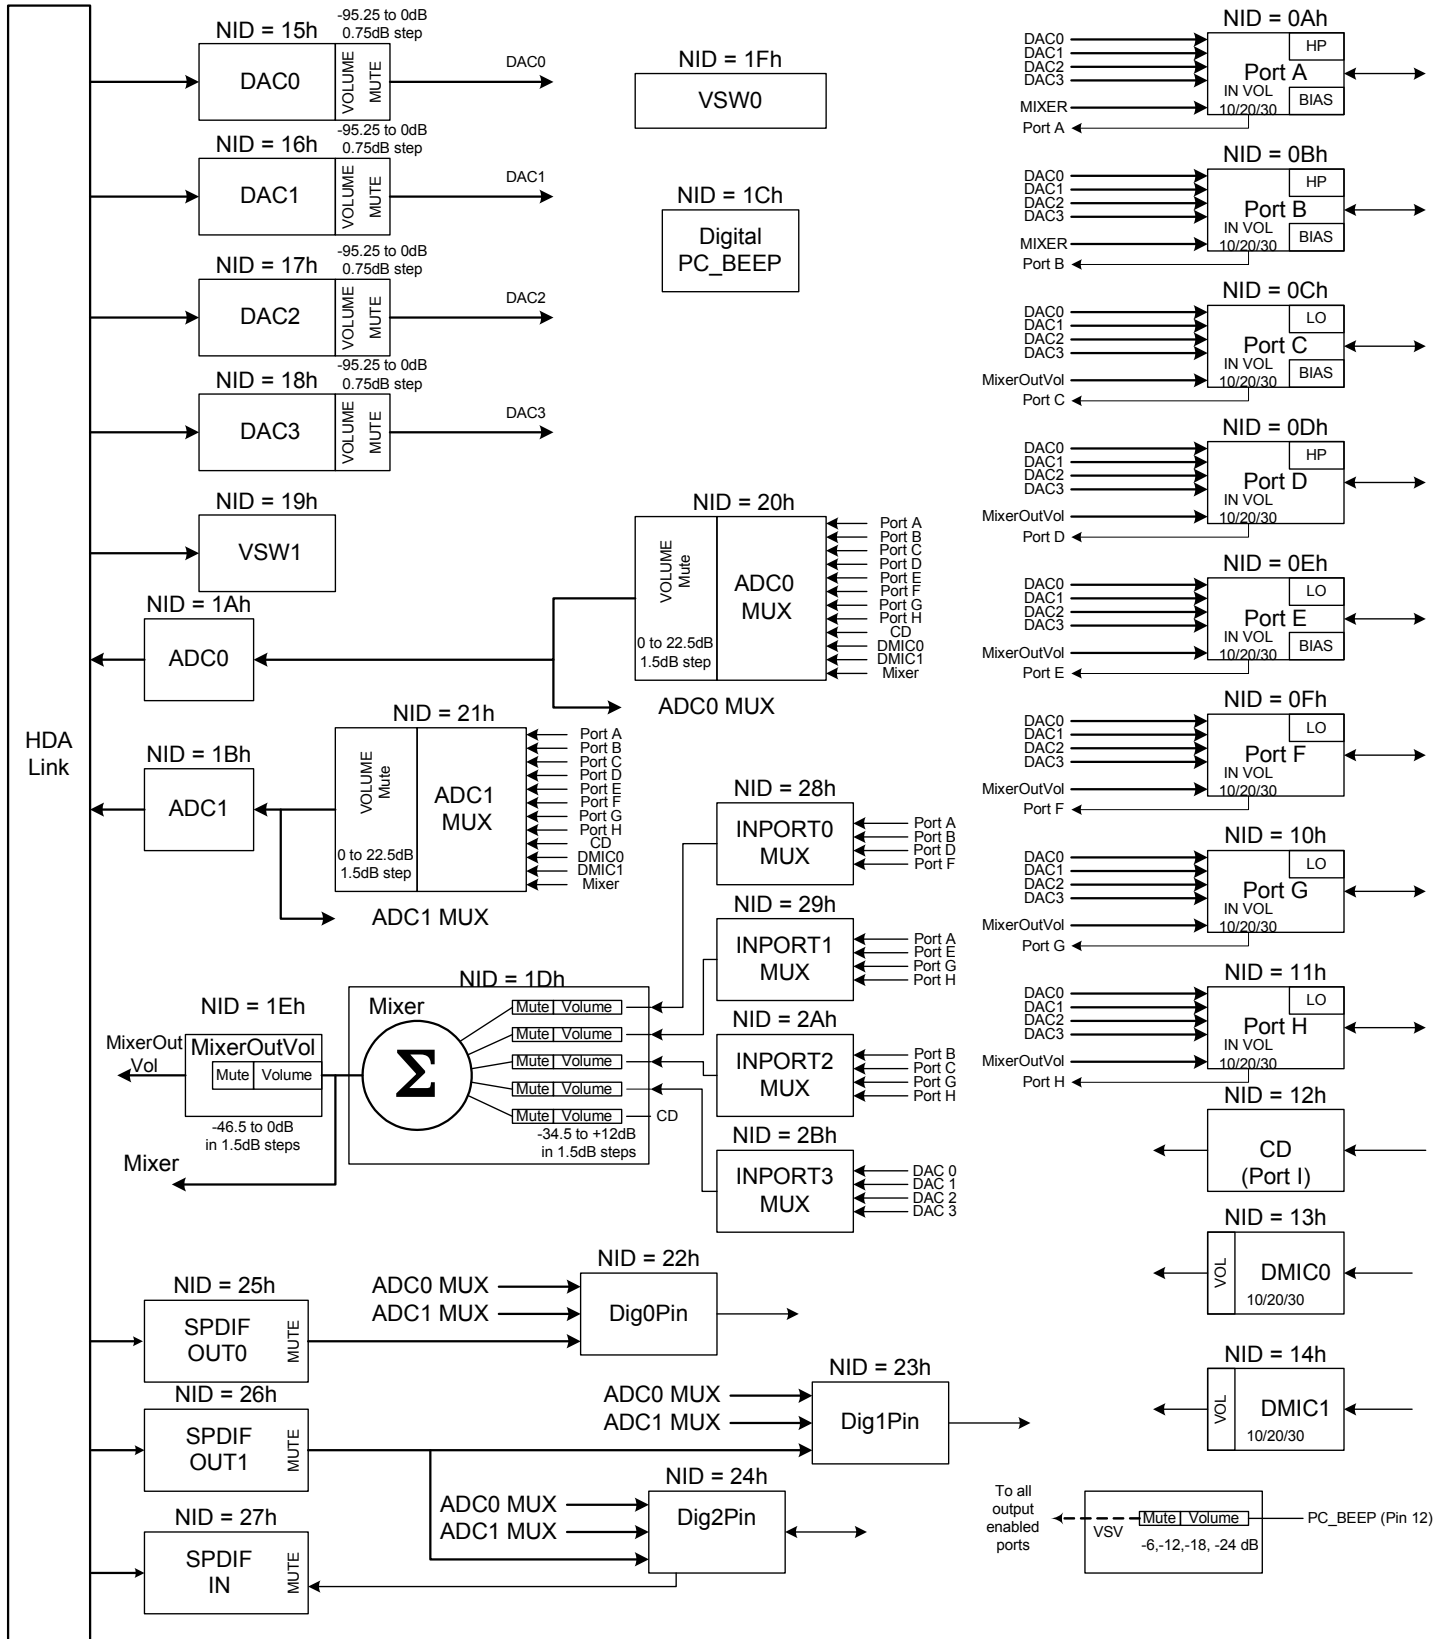 HDA
Link
NID = 15h
-95.25 to 0dB
0.75dB step
DAC0
VOLUME
MUTE
DAC0
NID = 16h
-95.25 to 0dB
0.75dB step
DAC1
VOLUME
MUTE
DAC1
NID = 17h
-95.25 to 0dB
0.75dB step
DAC2
VOLUME
MUTE
DAC2
NID = 18h
-95.25 to 0dB
0.75dB step
DAC3
VOLUME
MUTE
DAC3
NID = 19h
VSW1
NID = 1Fh
VSW0
NID = 1Ch
Digital
PC_BEEP
NID = 20h
VOLUME
Mute
0 to 22.5dB
1.5dB step
ADC0
MUX
Port A
Port B
Port C
Port D
Port E
Port F
Port G
Port H
CD
DMIC0
DMIC1
Mixer
ADC0 MUX
NID = 1Ah
ADC0
NID = 21h
VOLUME
Mute
0 to 22.5dB
1.5dB step
ADC1
MUX
Port A
Port B
Port C
Port D
Port E
Port F
Port G
Port H
CD
DMIC0
DMIC1
Mixer
ADC1 MUX
NID = 1Bh
ADC1
NID = 28h
INPORT0
MUX
Port A
Port B
Port D
Port F
NID = 29h
INPORT1
MUX
Port A
Port E
Port G
Port H
NID = 2Ah
INPORT2
MUX
Port B
Port C
Port G
Port H
NID = 2Bh
INPORT3
MUX
DAC 0
DAC 1
DAC 2
DAC 3
NID = 1Dh
Mixer
Σ
Mute Volume
Mute Volume
Mute Volume
Mute Volume
Mute Volume
CD
-34.5 to +12dB
in 1.5dB steps
NID = 1Eh
MixerOutVol
Mute Volume
-46.5 to 0dB
in 1.5dB steps
MixerOut
Vol
Mixer
NID = 25h
SPDIF
OUT0
MUTE
NID = 22h
ADC0 MUX
ADC1 MUX
Dig0Pin
NID = 26h
SPDIF
OUT1
MUTE
NID = 23h
ADC0 MUX
ADC1 MUX
Dig1Pin
NID = 24h
ADC0 MUX
ADC1 MUX
Dig2Pin
NID = 27h
SPDIF
IN
MUTE
NID = 0Ah
DAC0
DAC1
DAC2
DAC3
MIXER
Port A
HP
Port A
IN VOL
10/20/30
BIAS
NID = 0Bh
DAC0
DAC1
DAC2
DAC3
MIXER
Port B
HP
Port B
IN VOL
10/20/30
BIAS
NID = 0Ch
DAC0
DAC1
DAC2
DAC3
MixerOutVol
Port C
LO
Port C
IN VOL
10/20/30
BIAS
NID = 0Dh
DAC0
DAC1
DAC2
DAC3
MixerOutVol
Port D
HP
Port D
IN VOL
10/20/30
NID = 0Eh
DAC0
DAC1
DAC2
DAC3
MixerOutVol
Port E
LO
Port E
IN VOL
10/20/30
BIAS
NID = 0Fh
DAC0
DAC1
DAC2
DAC3
MixerOutVol
Port F
LO
Port F
IN VOL
10/20/30
NID = 10h
DAC0
DAC1
DAC2
DAC3
MixerOutVol
Port G
LO
Port G
IN VOL
10/20/30
NID = 11h
DAC0
DAC1
DAC2
DAC3
MixerOutVol
Port H
LO
Port H
IN VOL
10/20/30
NID = 12h
CD
(Port I)
NID = 13h
VOL
DMIC0
10/20/30
NID = 14h
VOL
DMIC1
10/20/30
To all
output
enabled
ports
VSV
Mute Volume
-6,-12,-18, -24 dB
PC_BEEP (Pin 12)